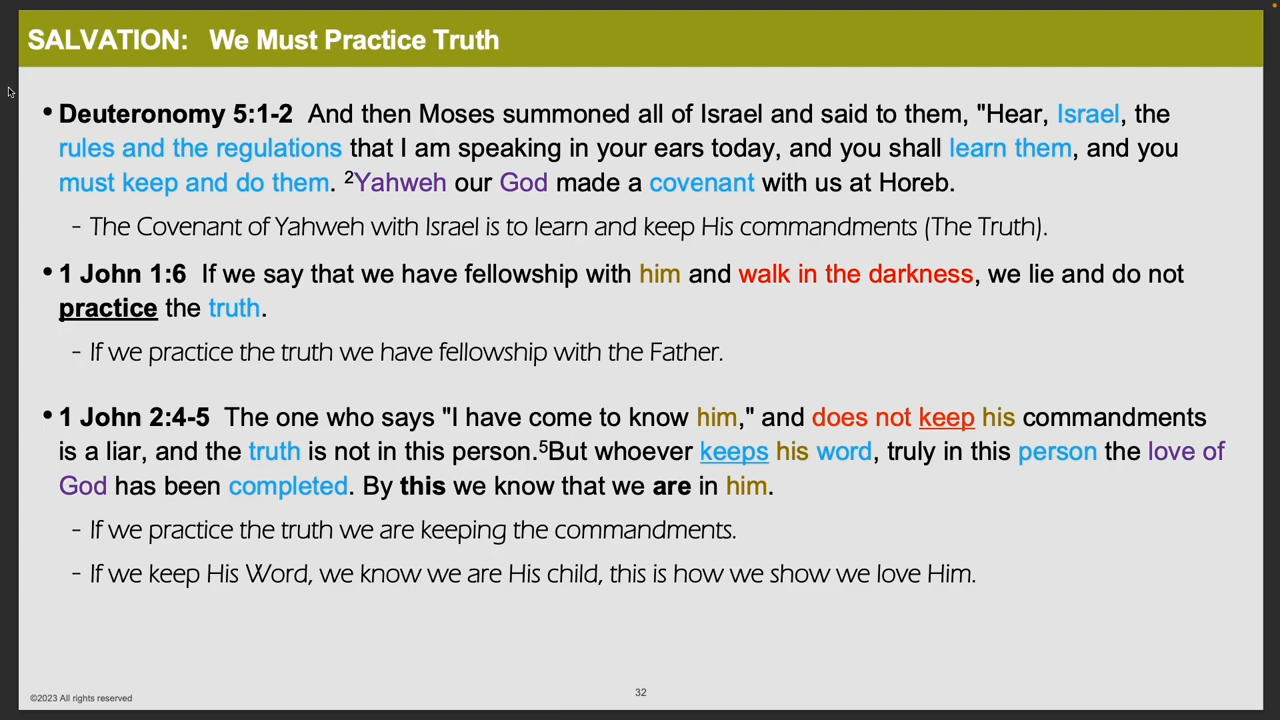 SALVATION: We Must Practice Truth
• Deuteronomy 5:1-2 And then Moses summoned all of Israel and said to them, "Hear, Israel, the
rules and the regulations that I am speaking in your ears today, and you shall learn them, and you
must keep and do them. ²Yahweh our God made a covenant with us at Horeb.
- The Covenant of Yahweh with Israel is to learn and keep His commandments (The Truth).
• 1 John 1:6 If we say that we have fellowship with him and walk in the darkness, we lie and do not
practice the truth.
- If we practice the truth we have fellowship with the Father.
• 1 John 2:4-5 The one who says "I have come to know him," and does not keep his commandments
is a liar, and the truth is not in this person.⁵But whoever keeps his word, truly in this person the love of
God has been completed. By this we know that we are in him.
- If we practice the truth we are keeping the commandments.
- If we keep His Word, we know we are His child, this is how we show we love Him.
©2023 All rights reserved
32